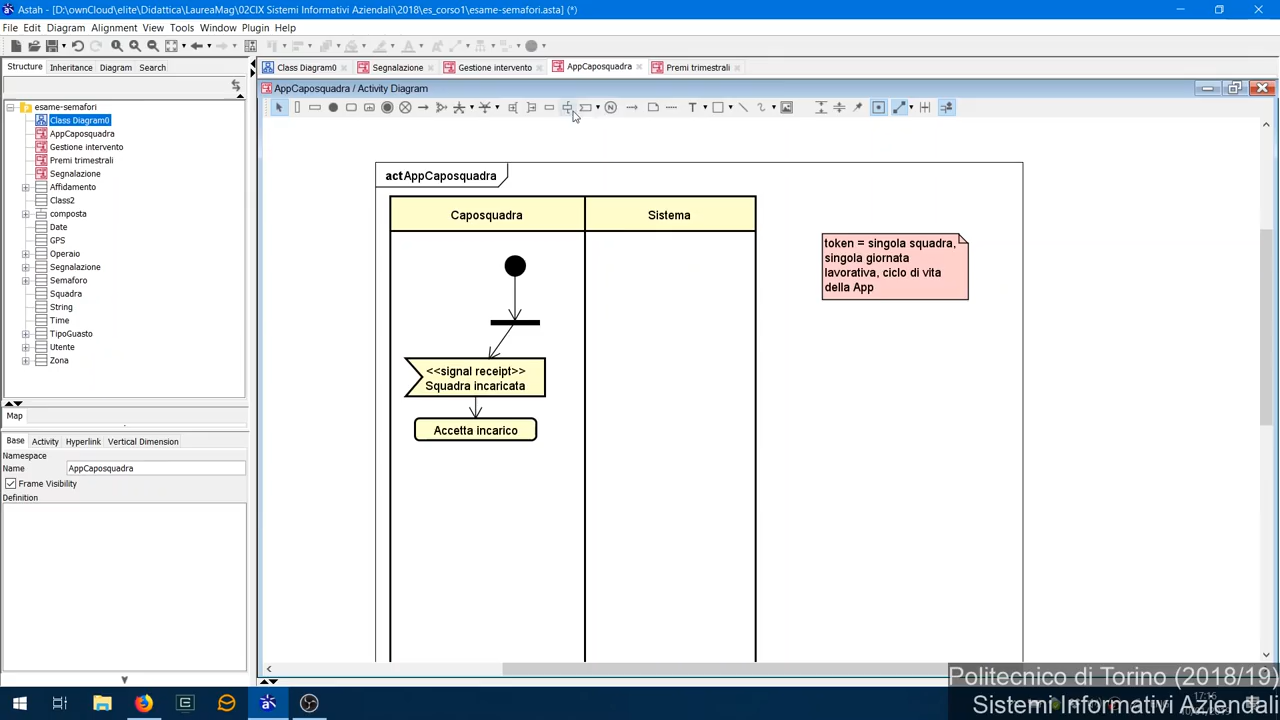 Astah - [D:\ownCloud\elite\Didattica\LaureaMag\02CIX Sistemi Informativi Aziendali\2018\es_corso1\esame-semafori.asta] (*)
File Edit Diagram Alignment View Tools Window Plugin Help
Structure Inheritance Diagram Search
Class Diagram0 Segnalazione Gestione intervento AppCaposquadra Premi trimestrali
AppCaposquadra / Activity Diagram
esame-semafori
Class Diagram0
AppCaposquadra
Gestione intervento
Premi trimestrali
Segnalazione
Affidamento
Class2
composta
Date
GPS
Operaio
Segnalazione
Semaforo
Squadra
String
Time
TipoGuasto
Utente
Zona
Map
Base Activity Hyperlink Vertical Dimension
Namespace
Name AppCaposquadra
Frame Visibility
Definition
act AppCaposquadra
Caposquadra Sistema
token = singola squadra,
singola giornata
lavorativa, ciclo di vita
della App
<<signal receipt>>
Squadra incaricata
Accetta incarico
Politecnico di Torino (2018/19)
Sistemi Informativi Aziendali